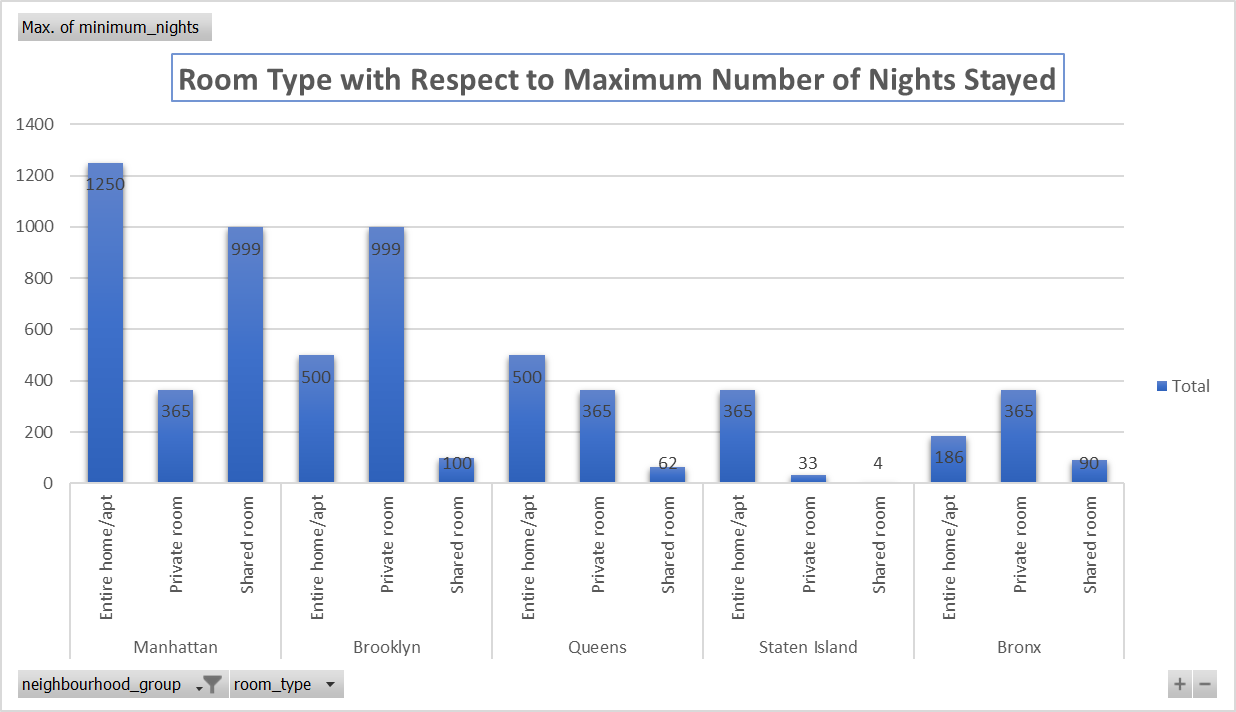 Max. of minimum_nights
Room Type with Respect to Maximum Number of Nights Stayed
1400
1200
1000
800
600
400
200
0
1250
365
999
500
999
100
500
365
62
365
33
4
186
365
90
Total
Entire home/apt
Private room
Shared room
Entire home/apt
Private room
Shared room
Entire home/apt
Private room
Shared room
Entire home/apt
Private room
Shared room
Entire home/apt
Private room
Shared room
Manhattan
Brooklyn
Queens
Staten Island
Bronx
neighbourhood_group
room_type
+
−